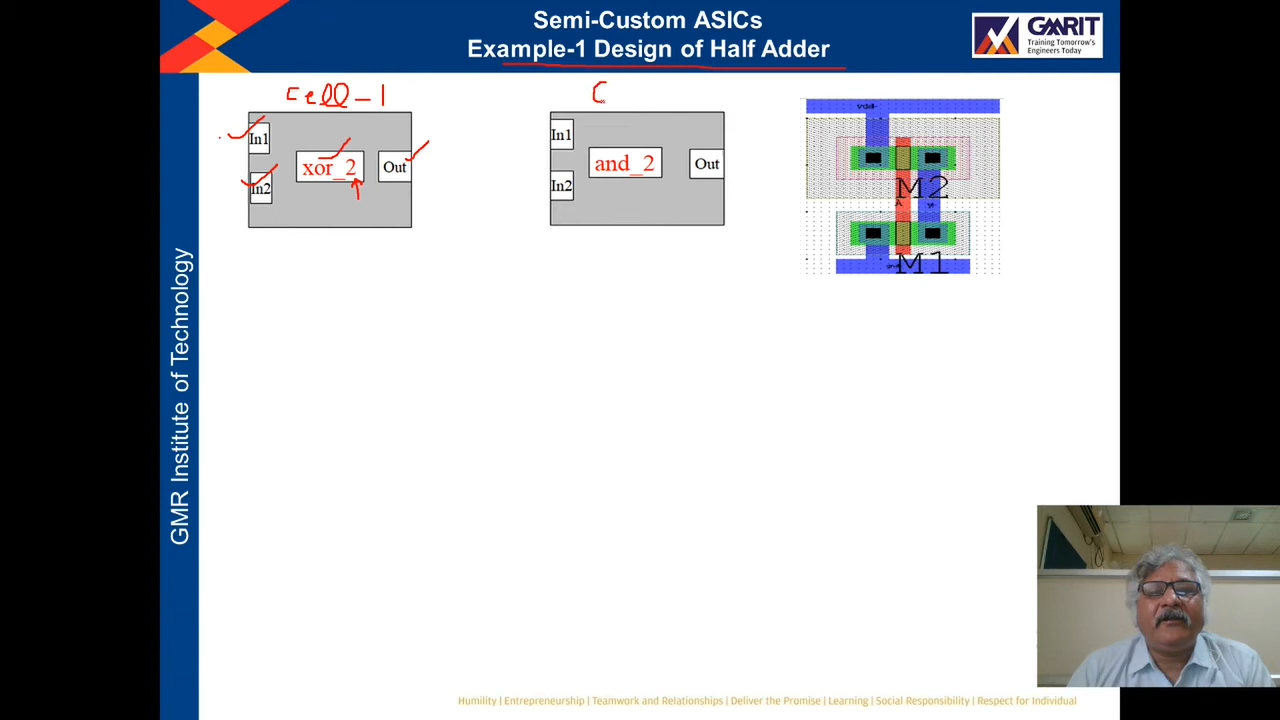 Semi-Custom ASICs
Example-1 Design of Half Adder
GMRIT
Training Tomorrow's
Engineers Today
GMR Institute of Technology
Cell-1
In1
In2
xor_2
Out
C
In1
In2
and_2
Out
vdd
M2
A
y
M1
Humility | Entrepreneurship | Teamwork and Relationships | Deliver the Promise | Learning | Social Responsibility | Respect for Individual